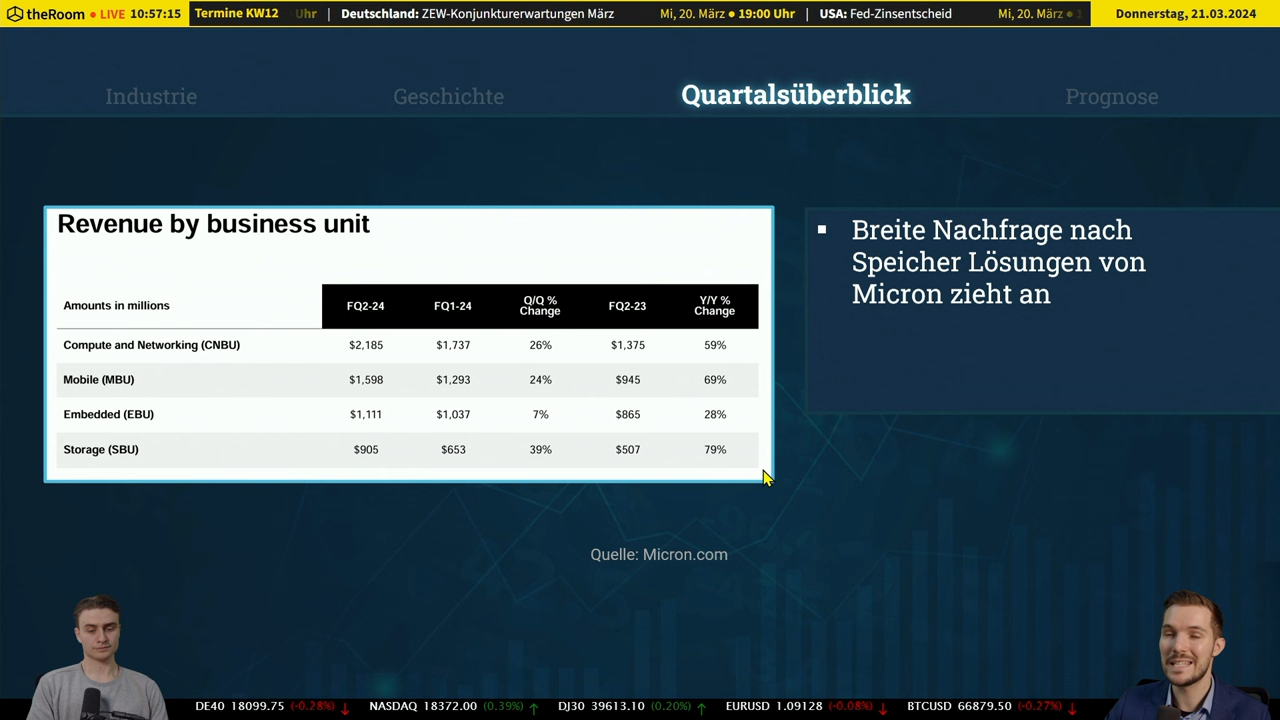 theRoom ● LIVE 10:57:15 Termine KW12 Uhr | Deutschland: ZEW-Konjunkturerwartungen März Mi, 20. März ● 19:00 Uhr | USA: Fed-Zinsentscheid Mi, 20. März ● Donnerstag, 21.03.2024
Industrie Geschichte Quartalsüberblick Prognose
Revenue by business unit
Amounts in millions FQ2-24 FQ1-24 Q/Q % Change FQ2-23 Y/Y % Change
Compute and Networking (CNBU) $2,185 $1,737 26% $1,375 59%
Mobile (MBU) $1,598 $1,293 24% $945 69%
Embedded (EBU) $1,111 $1,037 7% $865 28%
Storage (SBU) $905 $653 39% $507 79%
▪ Breite Nachfrage nach
Speicher Lösungen von
Micron zieht an
Quelle: Micron.com
DE40 18099.75 (-0.28%) ↓ NASDAQ 18372.00 (0.39%) ↑ DJ30 39613.10 (0.20%) ↑ EURUSD 1.09128 (-0.08%) ↓ BTCUSD 66879.50 (-0.27%) ↓